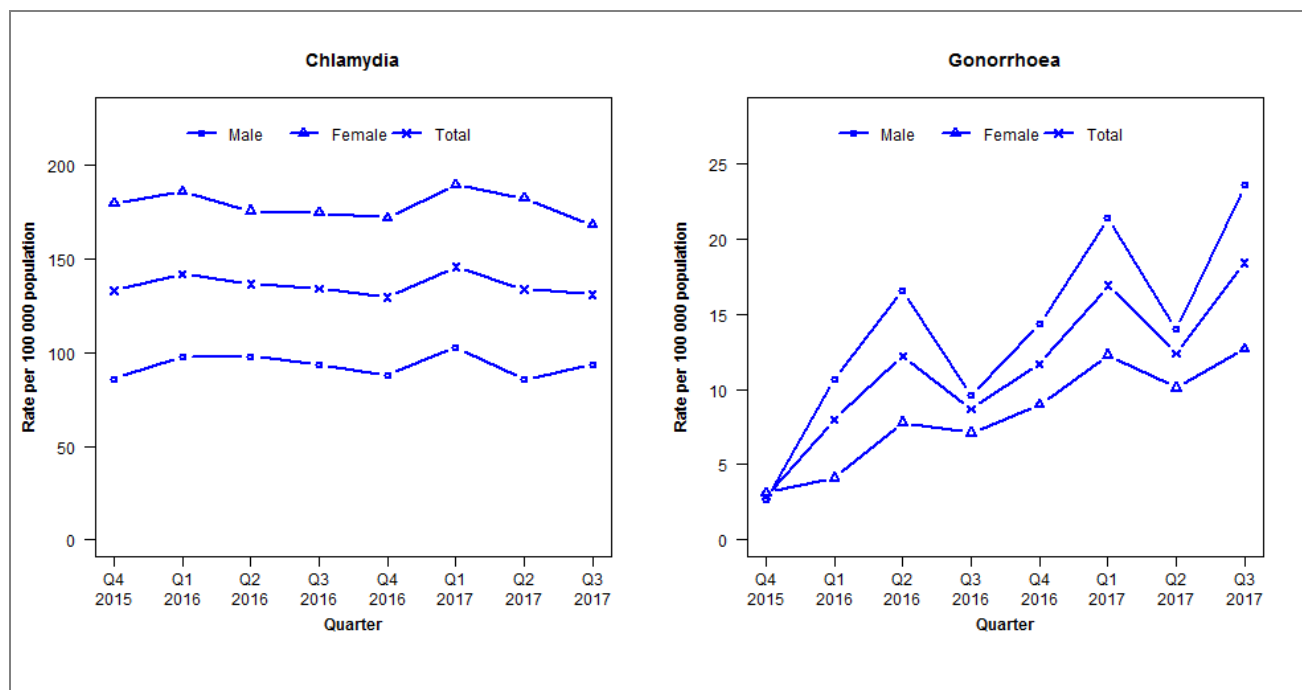 Chlamydia
Male Female Total
200
150
100
50
0
Rate per 100 000 population
Q4 Q1 Q2 Q3 Q4 Q1 Q2 Q3
2015 2016 2016 2016 2016 2017 2017 2017
Quarter
Gonorrhoea
Male Female Total
25
20
15
10
5
0
Rate per 100 000 population
Q4 Q1 Q2 Q3 Q4 Q1 Q2 Q3
2015 2016 2016 2016 2016 2017 2017 2017
Quarter